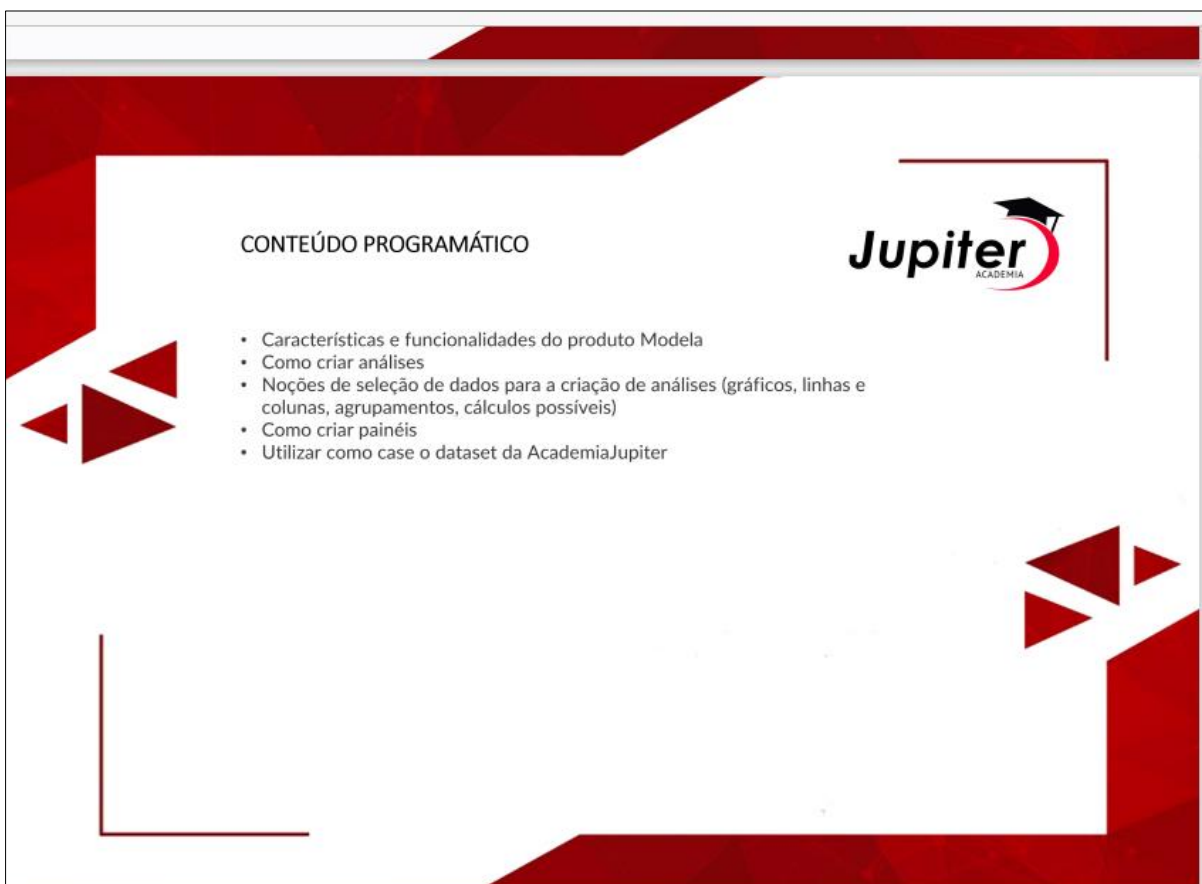 CONTEÚDO PROGRAMÁTICO
Jupiter
ACADEMIA
• Características e funcionalidades do produto Modela
• Como criar análises
• Noções de seleção de dados para a criação de análises (gráficos, linhas e
colunas, agrupamentos, cálculos possíveis)
• Como criar painéis
• Utilizar como case o dataset da AcademiaJupiter